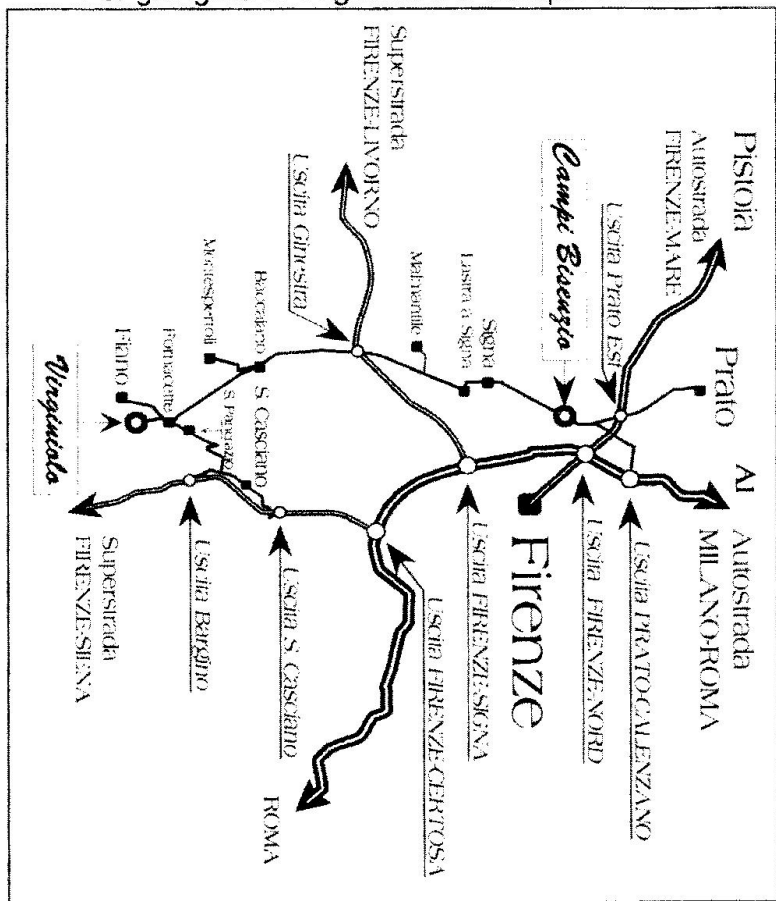 Pistoia
Autostrada
FIRENZE-MARE
Uscita Prato Est
Prato
A1
Autostrada
MILANO-ROMA
Campi Bisenzio
Uscita PRATO-CALENZANO
Uscita FIRENZE-NORD
Firenze
Signa
Lastra a Signa
Malmantile
Uscita FIRENZE-SIGNA
Superstrada
FIRENZE-LIVORNO
Uscita Ginestra
Uscita FIRENZE-CERTOSA
ROMA
Baccaiano
Montespertoli
S. Casciano
Uscita S. Casciano
S. Pancrazio
Fornacette
Fiano
Uscita Bargino
Virginiolo
Superstrada
FIRENZE-SIENA